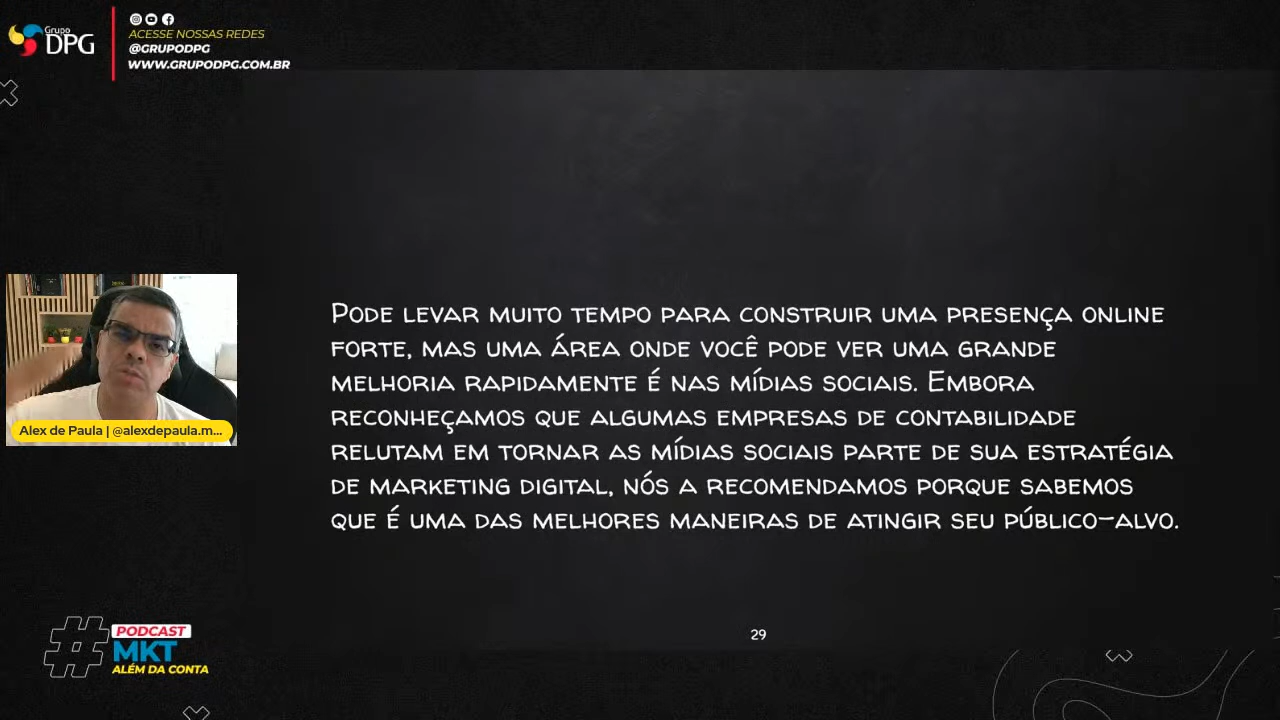 Grupo
DPG
ACESSE NOSSAS REDES
@GRUPODPG
WWW.GRUPODPG.COM.BR
Pode levar muito tempo para construir uma presença online
forte, mas uma área onde você pode ver uma grande
melhoria rapidamente é nas mídias sociais. Embora
reconheçamos que algumas empresas de contabilidade
relutam em tornar as mídias sociais parte de sua estratégia
de marketing digital, nós a recomendamos porque sabemos
que é uma das melhores maneiras de atingir seu público-alvo.
Alex de Paula | @alexdepaula.m...
29
#
PODCAST
MKT
ALÉM DA CONTA